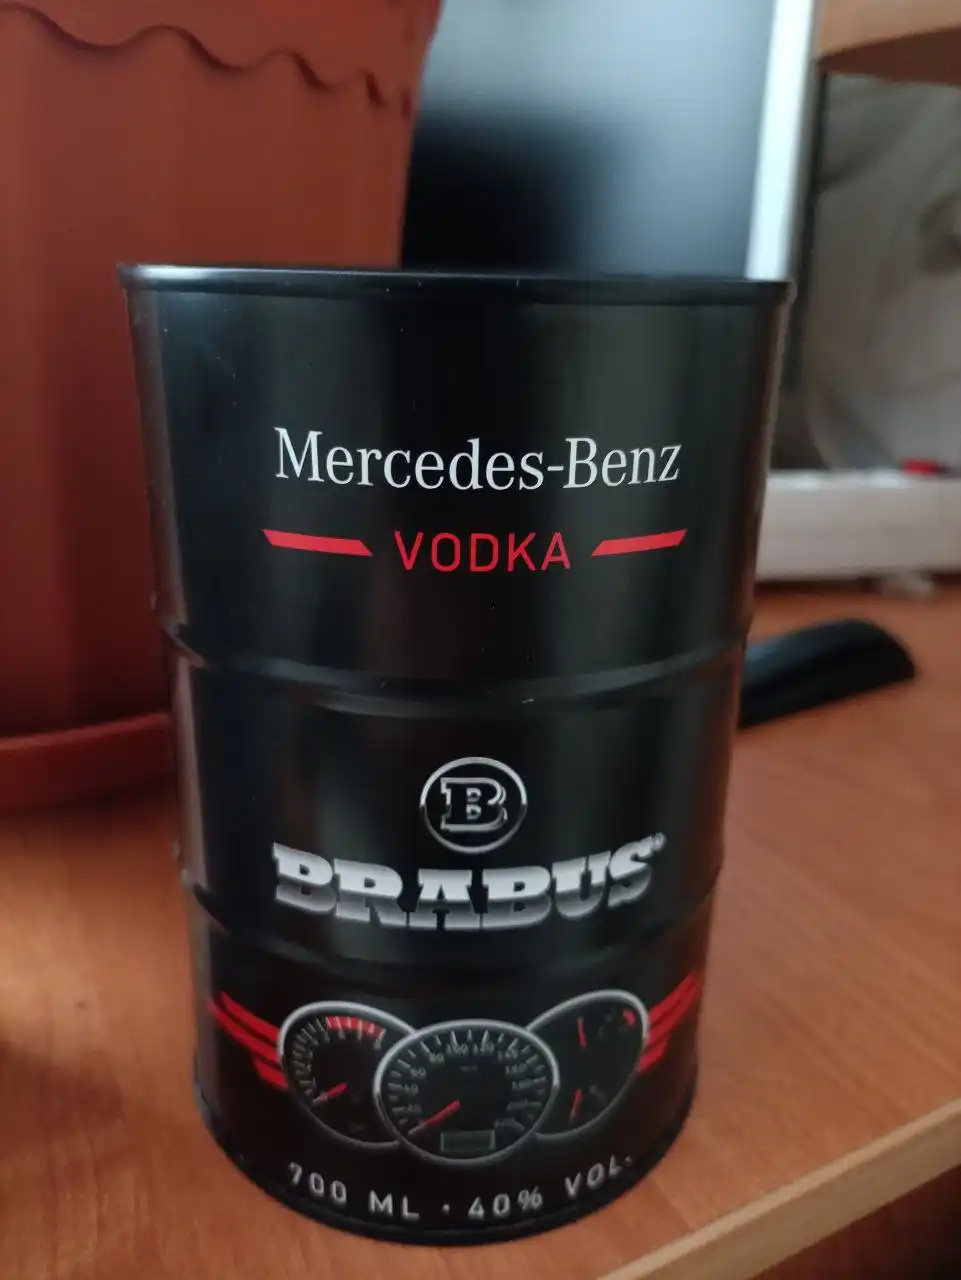 Mercedes-Benz
VODKA
B
BRABUS®
700 ML · 40% VOL.